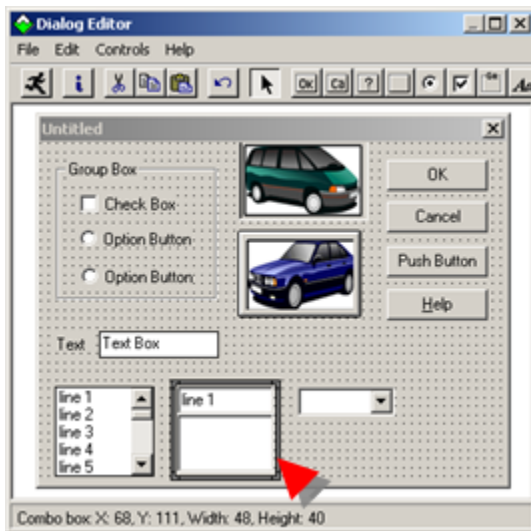 Dialog Editor
File Edit Controls Help
Ok Ca ?
Untitled
Group Box
Check Box
Option Button
Option Button
OK
Cancel
Push Button
Help
Text Text Box
line 1
line 2
line 3
line 4
line 5
line 1
Combo box X: 68, Y: 111, Width: 48, Height: 40